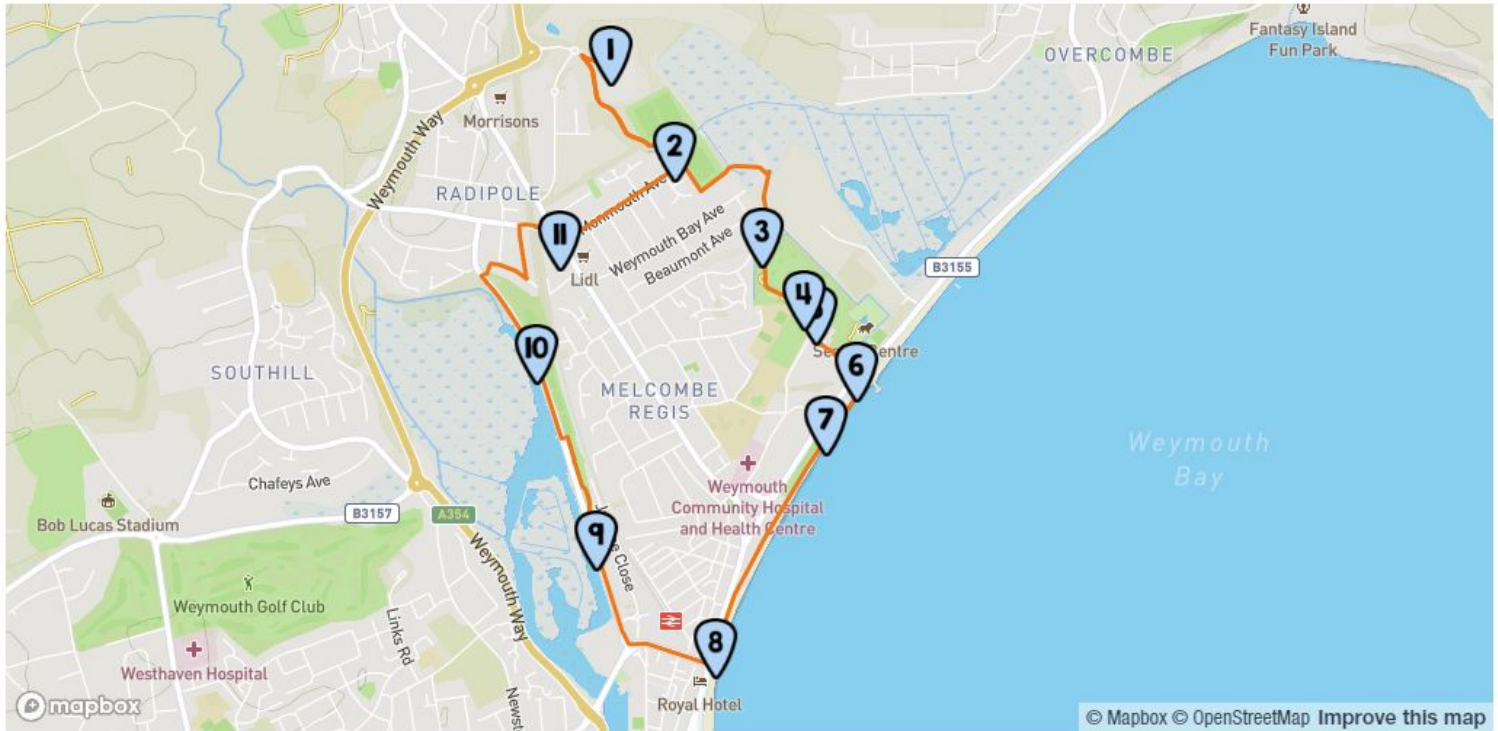 Fantasy Island
Fun Park
OVERCOMBE
1
Morrisons
Weymouth Way
2
RADIPOLE
Monmouth Ave
11
Weymouth Bay Ave
Beaumont Ave
3
Lidl
B3155
4
10
SOUTHILL
6
MELCOMBE
REGIS
7
Weymouth
Bay
Weymouth
Community Hospital
and Health Centre
Chafeys Ave
B3157
A354
Bob Lucas Stadium
9
Close
Weymouth Way
Weymouth Golf Club
Links Rd
8
Westhaven Hospital
Royal Hotel
mapbox
© Mapbox © OpenStreetMap Improve this map